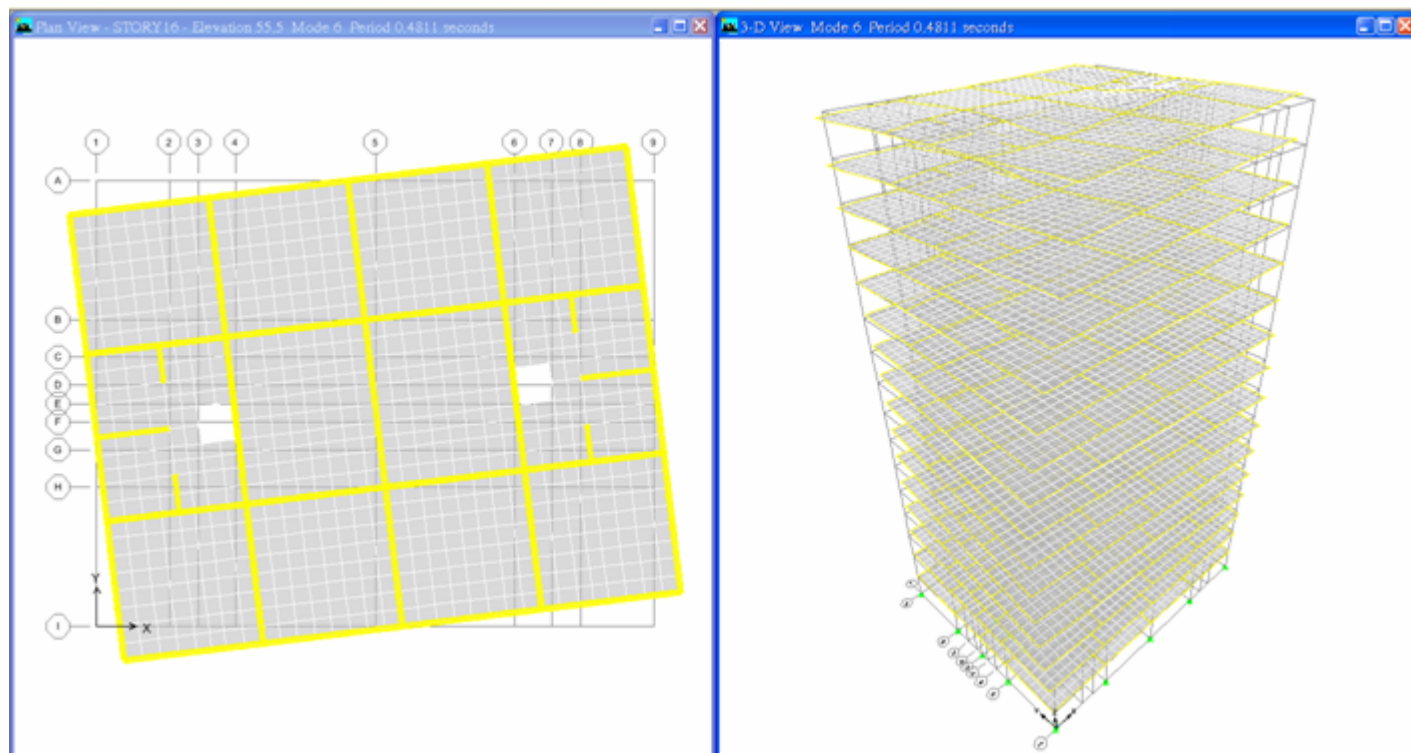 Plan View - STORY16 - Elevation 55.5 Mode 6 Period 0.4811 seconds
3-D View Mode 6 Period 0.4811 seconds
1 2 3 4 5 6 7 8 9
A
B
C
D
E
F
G
H
I
Y
X